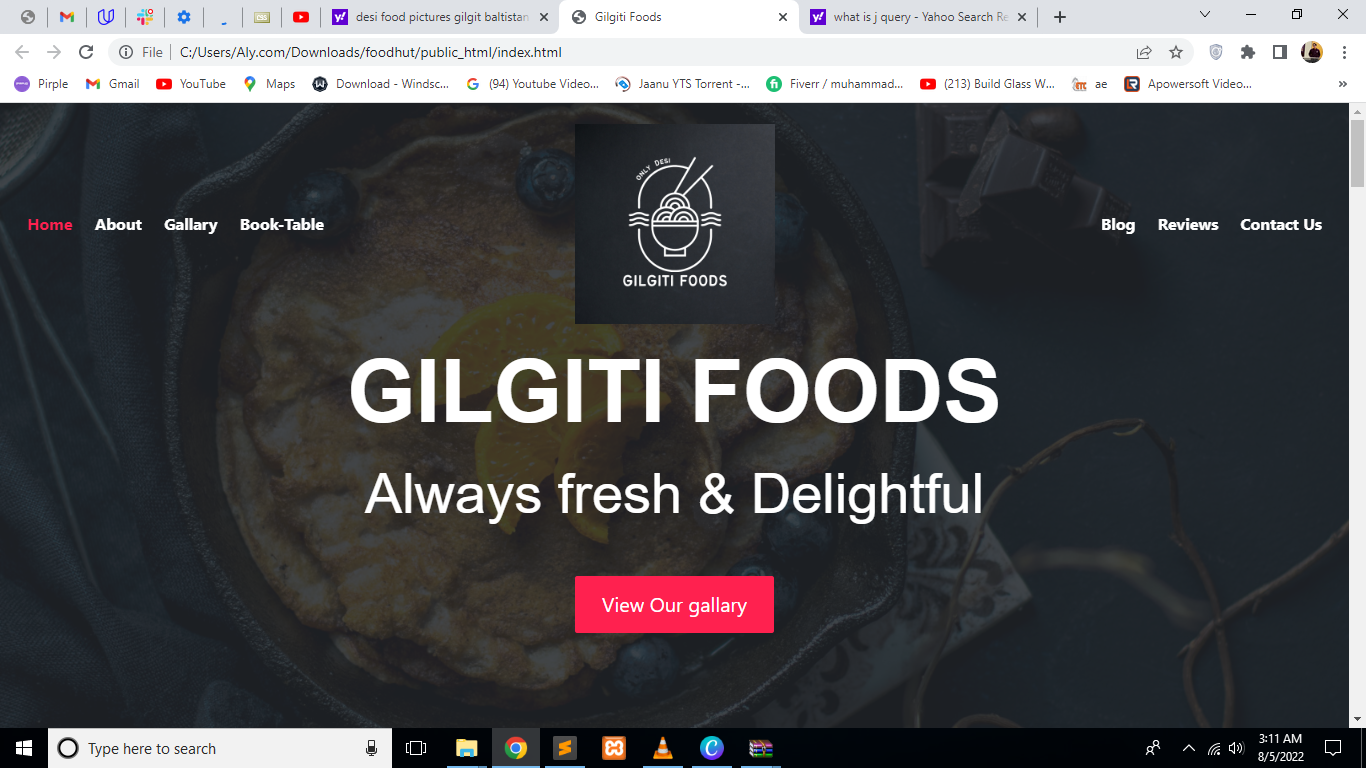 desi food pictures gilgit baltistan
Gilgiti Foods
what is j query - Yahoo Search Re
File
C:/Users/Aly.com/Downloads/foodhut/public_html/index.html
Pirple
Gmail
YouTube
Maps
Download - Windsc...
(94) Youtube Video...
Jaanu YTS Torrent -...
Fiverr / muhammad...
(213) Build Glass W...
ae
Apowersoft Video...
»
ONLY DESI
GILGITI FOODS
Home About Gallary Book-Table
Blog Reviews Contact Us
GILGITI FOODS
Always fresh & Delightful
View Our gallary
Type here to search
3:11 AM
8/5/2022